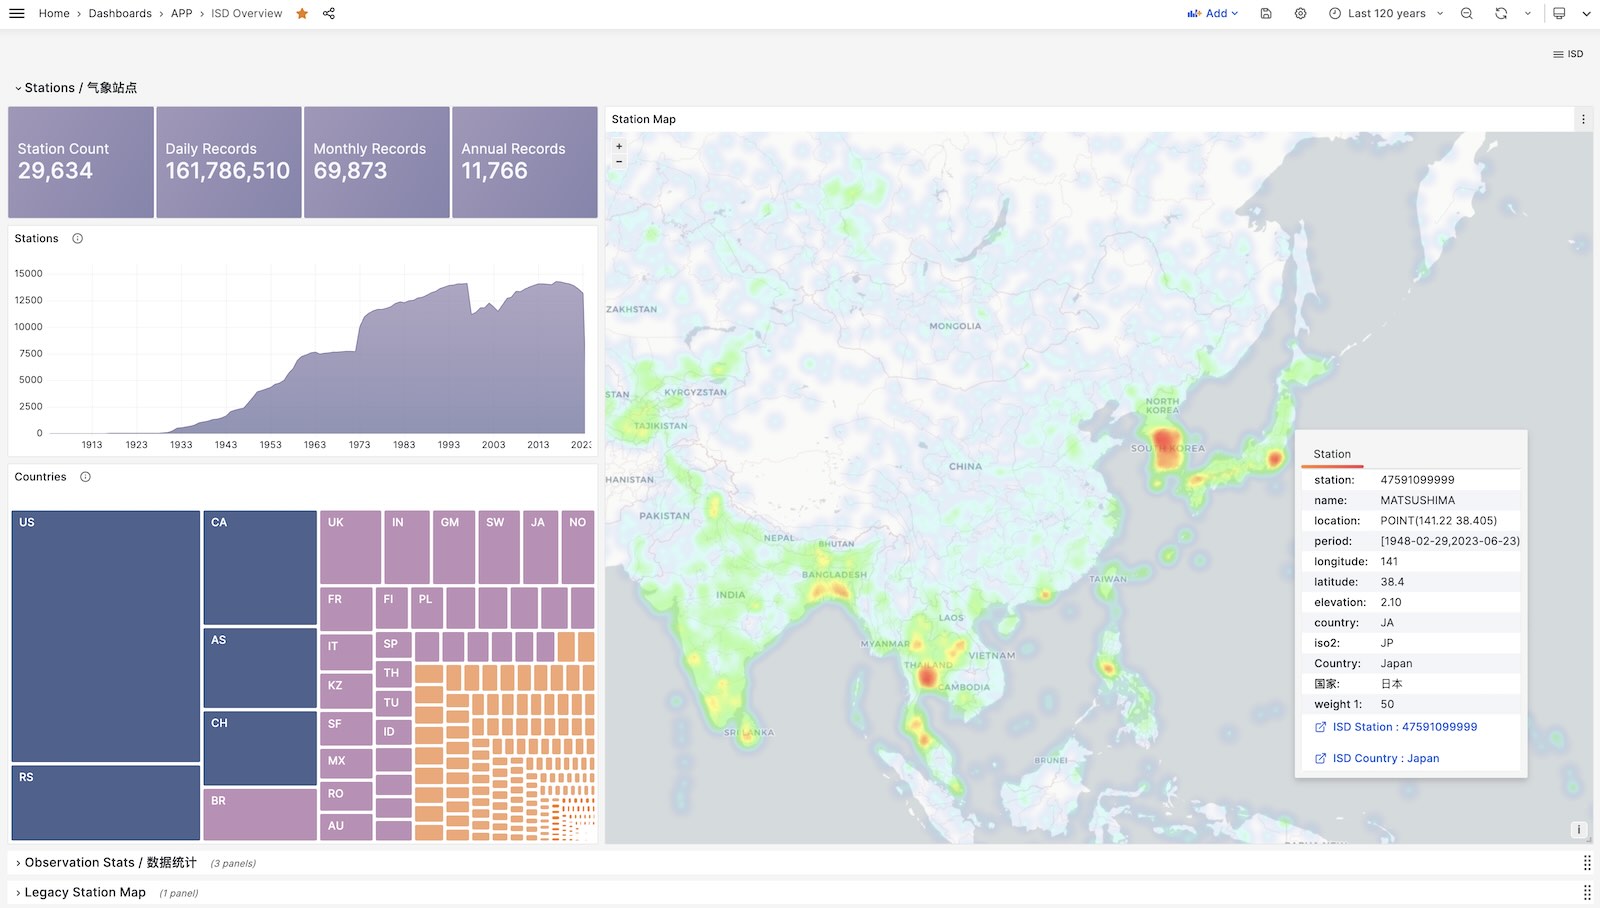 Home › Dashboards › APP › ISD Overview
Add
Last 120 years
ISD
Stations / 气象站点
Station Count
29,634
Daily Records
161,786,510
Monthly Records
69,873
Annual Records
11,766
Stations
15000
12500
10000
7500
5000
2500
0
1913 1923 1933 1943 1953 1963 1973 1983 1993 2003 2013
Countries
US
RS
CA
AS
CH
BR
UK
IN
GM
SW
JA
NO
FR
FI
PL
IT
SP
KZ
TH
TU
SF
ID
MX
RO
AU
Station Map
+
−
ZAKHSTAN
MONGOLIA
STAN
KYRGYZSTAN
TAJIKISTAN
NORTH
KOREA
SOUTH KOREA
CHINA
HANISTAN
PAKISTAN
NEPAL
BHUTAN
BANGLADESH
INDIA
TAIWAN
LAOS
MYANMAR
VIETNAM
THAILAND
CAMBODIA
SRI LANKA
BRUNEI
Station
station: 47591099999
name: MATSUSHIMA
location: POINT(141.22 38.405)
period: [1948-02-29,2023-06-23)
longitude: 141
latitude: 38.4
elevation: 2.10
country: JA
iso2: JP
Country: Japan
国家: 日本
weight 1: 50
ISD Station : 47591099999
ISD Country : Japan
i
Observation Stats / 数据统计 (3 panels)
Legacy Station Map (1 panel)